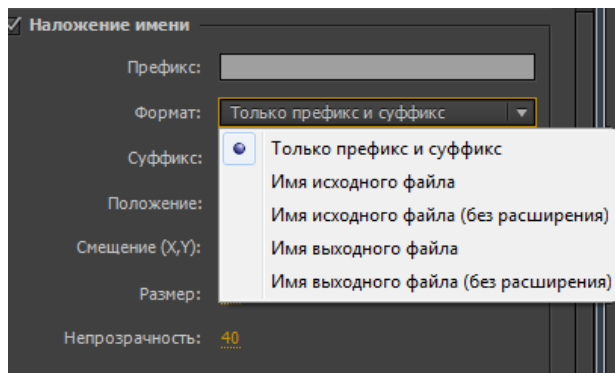 Наложение имени
Префикс:
Формат: Только префикс и суффикс
Только префикс и суффикс
Суффикс:
Имя исходного файла
Положение:
Имя исходного файла (без расширения)
Смещение (X,Y):
Имя выходного файла
Размер:
Имя выходного файла (без расширения)
Непрозрачность: 40